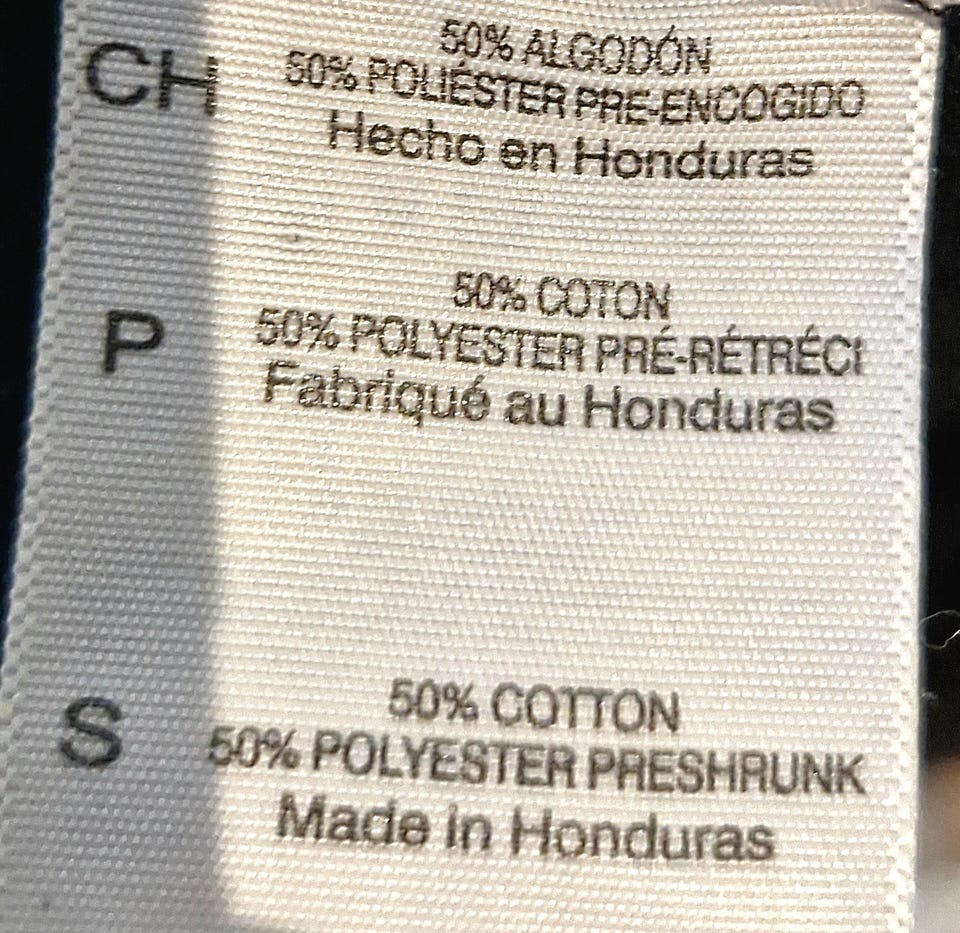 CH
50% ALGODÓN
50% POLIÉSTER PRE-ENCOGIDO
Hecho en Honduras
P
50% COTON
50% POLYESTER PRÉ-RÉTRÉCI
Fabriqué au Honduras
S
50% COTTON
50% POLYESTER PRESHRUNK
Made in Honduras